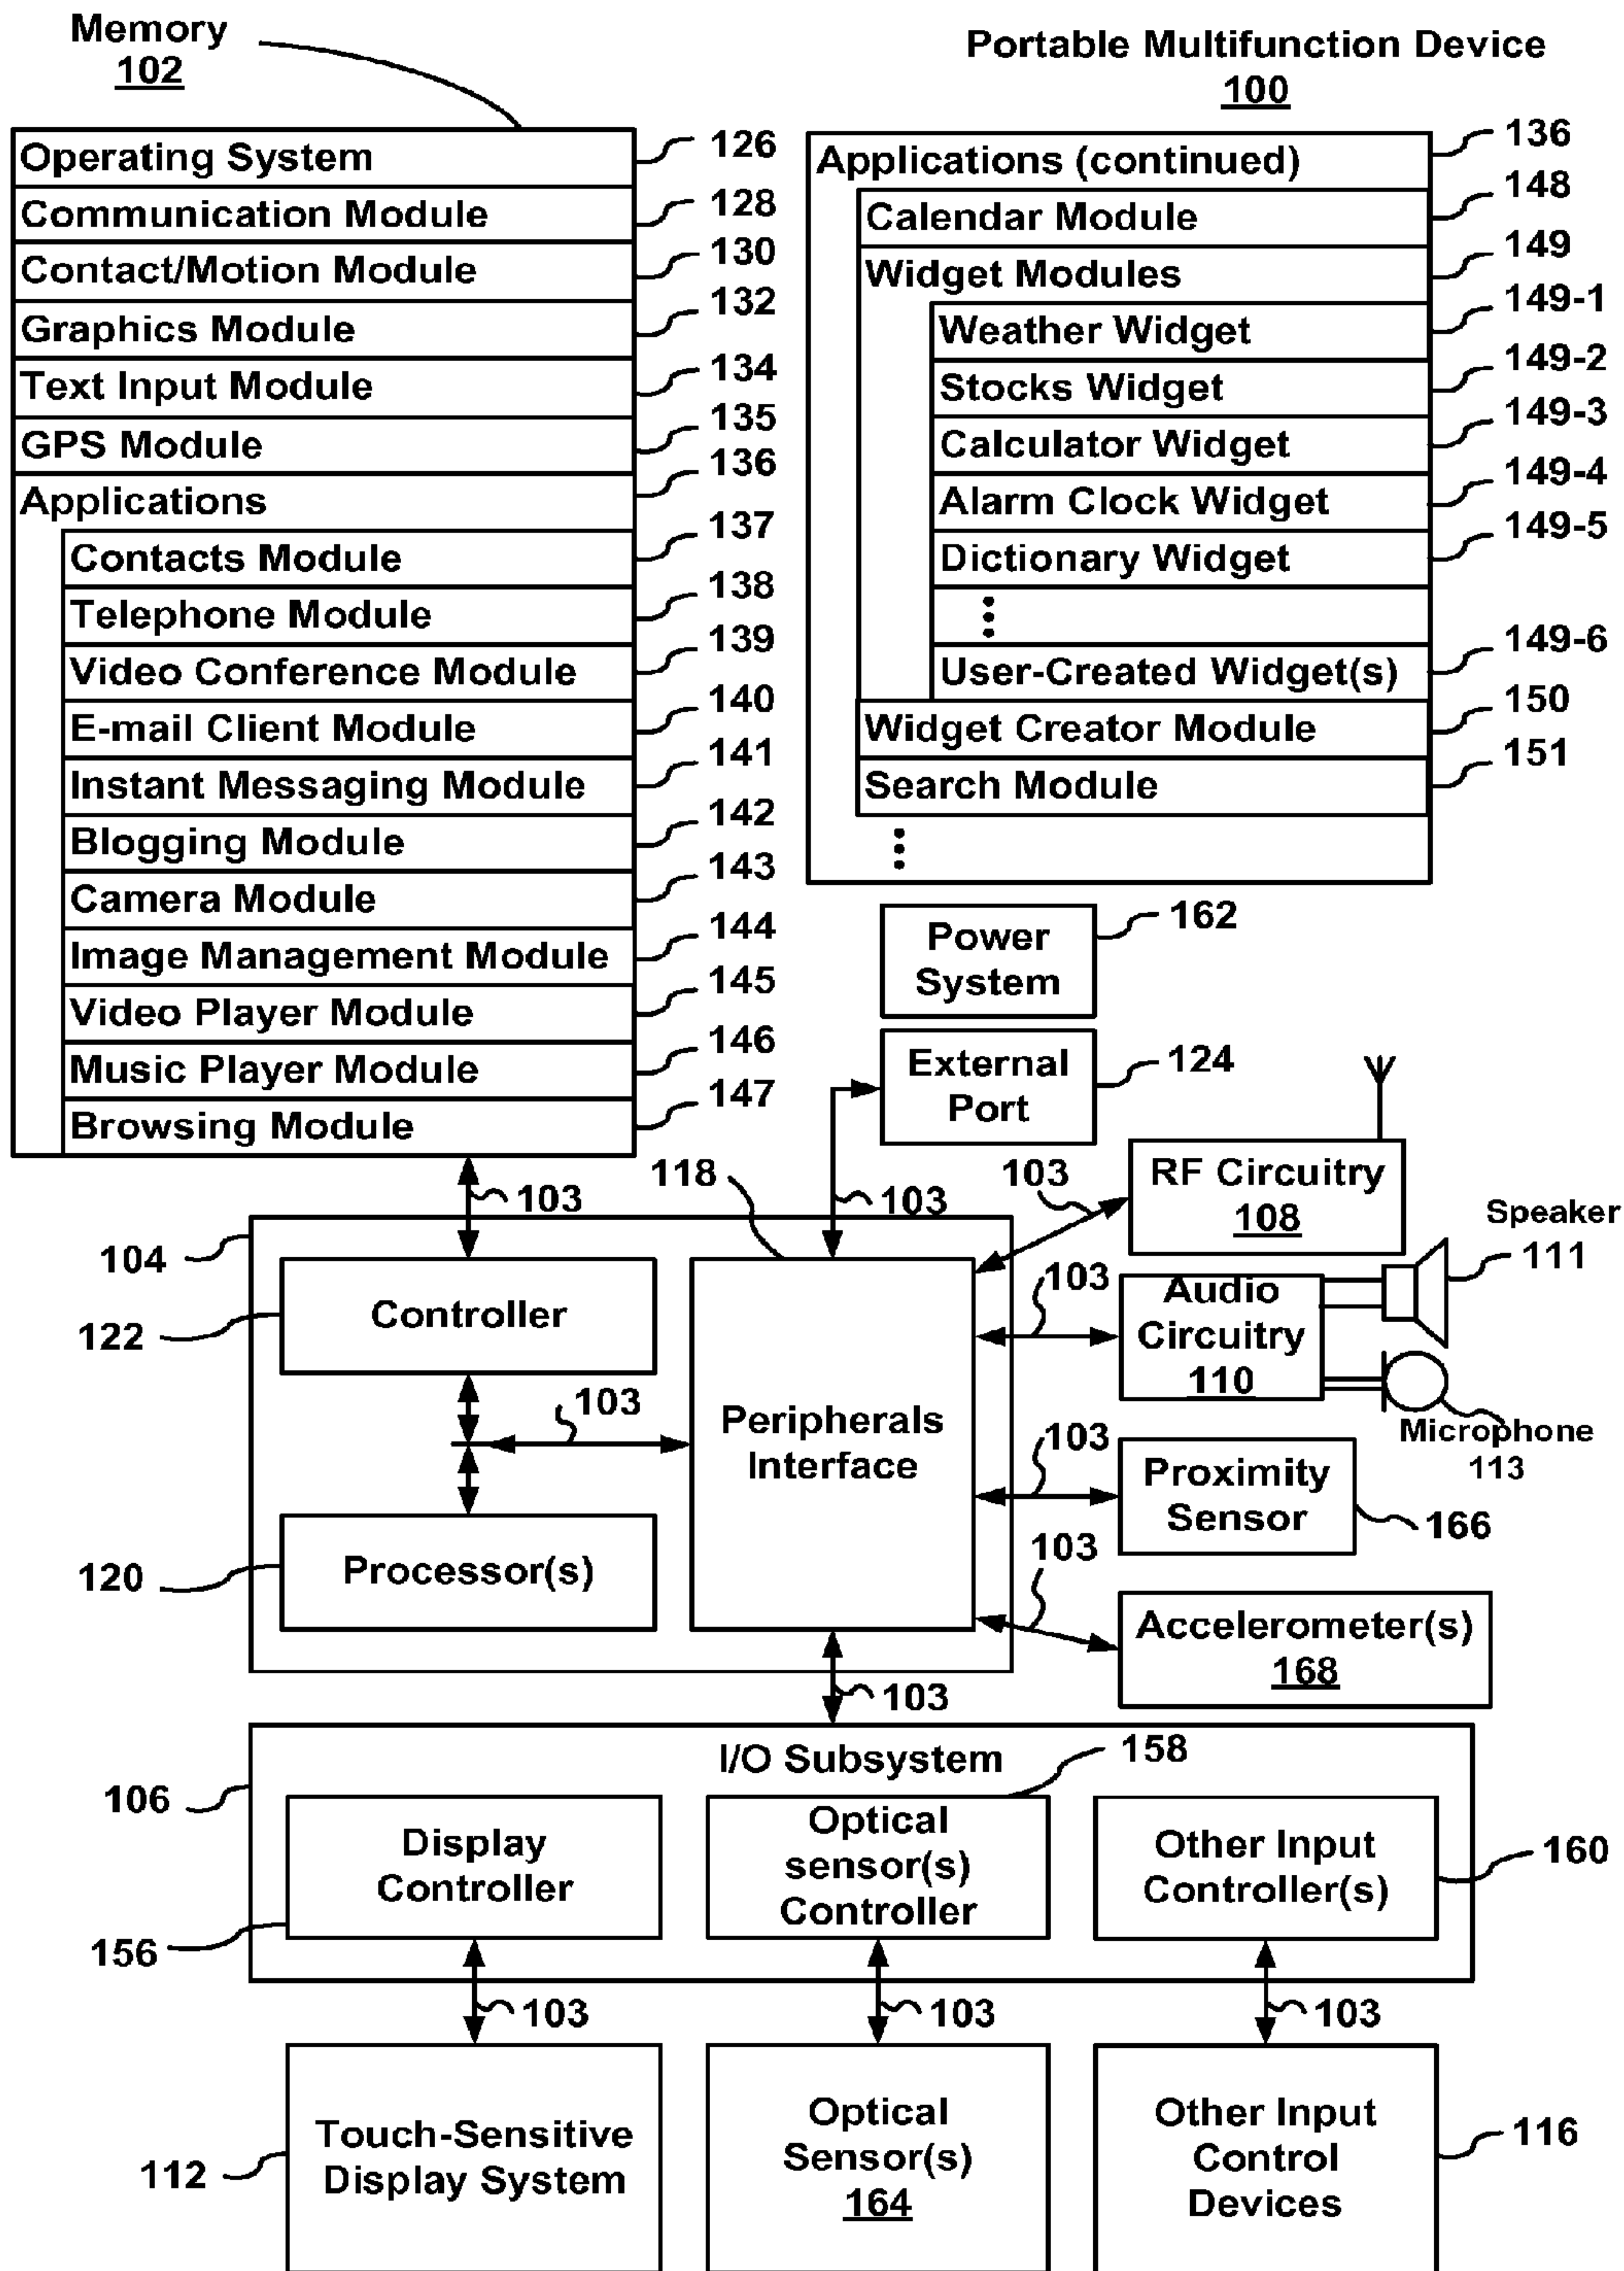 Memory
102
Portable Multifunction Device
100
Operating System
126
Communication Module
128
Contact/Motion Module
130
Graphics Module
132
Text Input Module
134
GPS Module
135
Applications
136
Contacts Module
137
Telephone Module
138
Video Conference Module
139
E-mail Client Module
140
Instant Messaging Module
141
Blogging Module
142
Camera Module
143
Image Management Module
144
Video Player Module
145
Music Player Module
146
Browsing Module
147
Applications (continued)
136
Calendar Module
148
Widget Modules
149
Weather Widget
149-1
Stocks Widget
149-2
Calculator Widget
149-3
Alarm Clock Widget
149-4
Dictionary Widget
149-5
User-Created Widget(s)
149-6
Widget Creator Module
150
Search Module
151
Power
System
162
External
Port
124
103
118
103
103
RF Circuitry
108
Speaker
111
104
Controller
122
103
Audio
Circuitry
110
Microphone
113
103
Peripherals
Interface
103
Proximity
Sensor
166
Processor(s)
120
103
Accelerometer(s)
168
103
I/O Subsystem
106
158
Display
Controller
156
Optical
sensor(s)
Controller
Other Input
Controller(s)
160
103
103
103
Touch-Sensitive
Display System
112
Optical
Sensor(s)
164
Other Input
Control
Devices
116